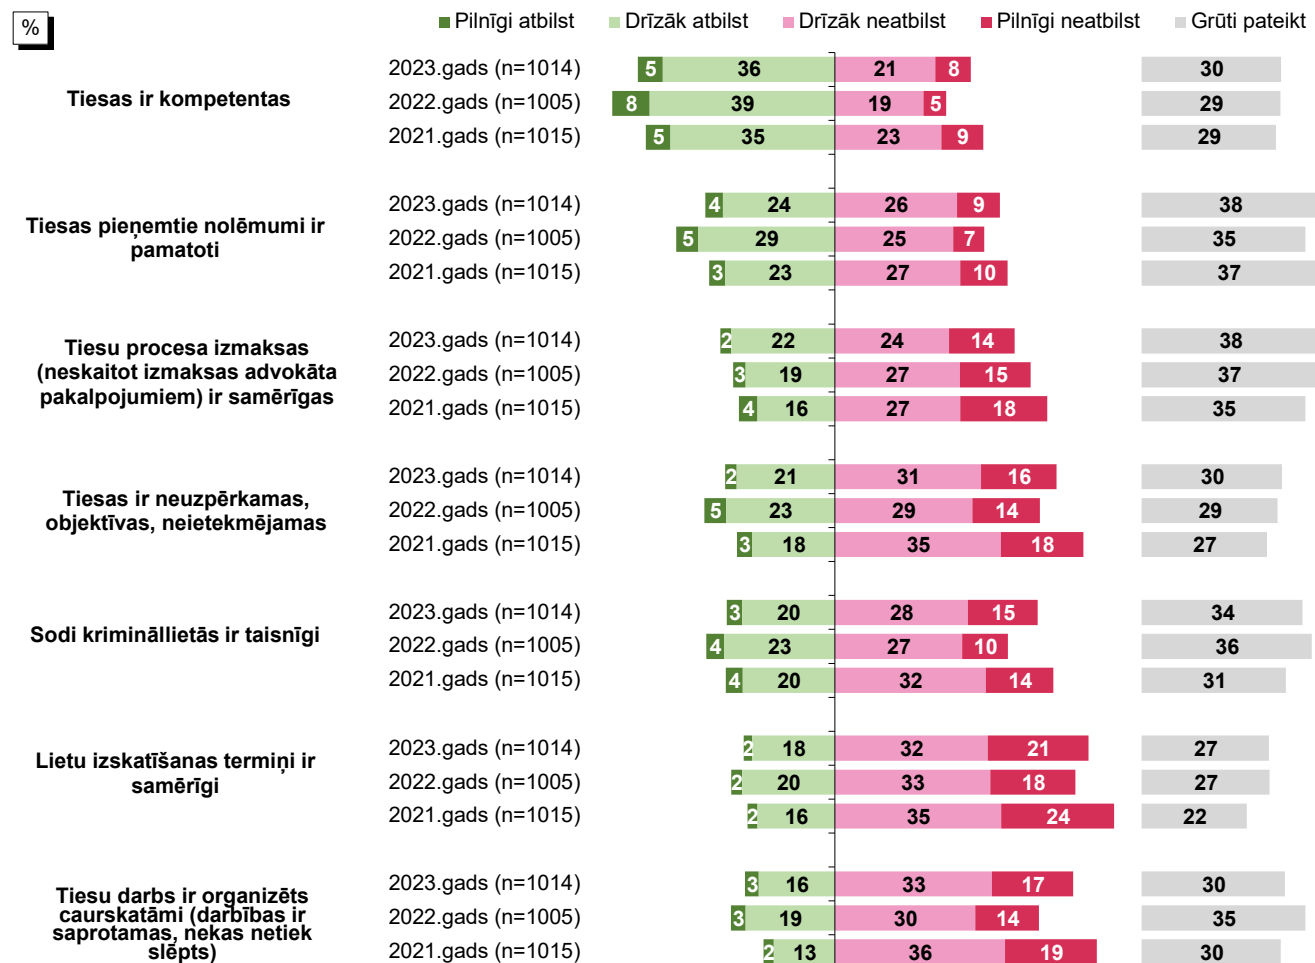 %
Pilnīgi atbilst Drīzāk atbilst Drīzāk neatbilst Pilnīgi neatbilst Grūti pateikt
Tiesas ir kompetentas
2023.gads (n=1014) 5 36 21 8 30
2022.gads (n=1005) 8 39 19 5 29
2021.gads (n=1015) 5 35 23 9 29
Tiesas pieņemtie nolēmumi ir
pamatoti
2023.gads (n=1014) 4 24 26 9 38
2022.gads (n=1005) 5 29 25 7 35
2021.gads (n=1015) 3 23 27 10 37
Tiesu procesa izmaksas
(neskaitot izmaksas advokāta
pakalpojumiem) ir samērīgas
2023.gads (n=1014) 2 22 24 14 38
2022.gads (n=1005) 3 19 27 15 37
2021.gads (n=1015) 4 16 27 18 35
Tiesas ir neuzpērkamas,
objektīvas, neietekmējamas
2023.gads (n=1014) 2 21 31 16 30
2022.gads (n=1005) 5 23 29 14 29
2021.gads (n=1015) 3 18 35 18 27
Sodi krimināllietās ir taisnīgi
2023.gads (n=1014) 3 20 28 15 34
2022.gads (n=1005) 4 23 27 10 36
2021.gads (n=1015) 4 20 32 14 31
Lietu izskatīšanas termiņi ir
samērīgi
2023.gads (n=1014) 2 18 32 21 27
2022.gads (n=1005) 2 20 33 18 27
2021.gads (n=1015) 2 16 35 24 22
Tiesu darbs ir organizēts
caurskatāmi (darbības ir
saprotamas, nekas netiek
slēpts)
2023.gads (n=1014) 3 16 33 17 30
2022.gads (n=1005) 3 19 30 14 35
2021.gads (n=1015) 2 13 36 19 30